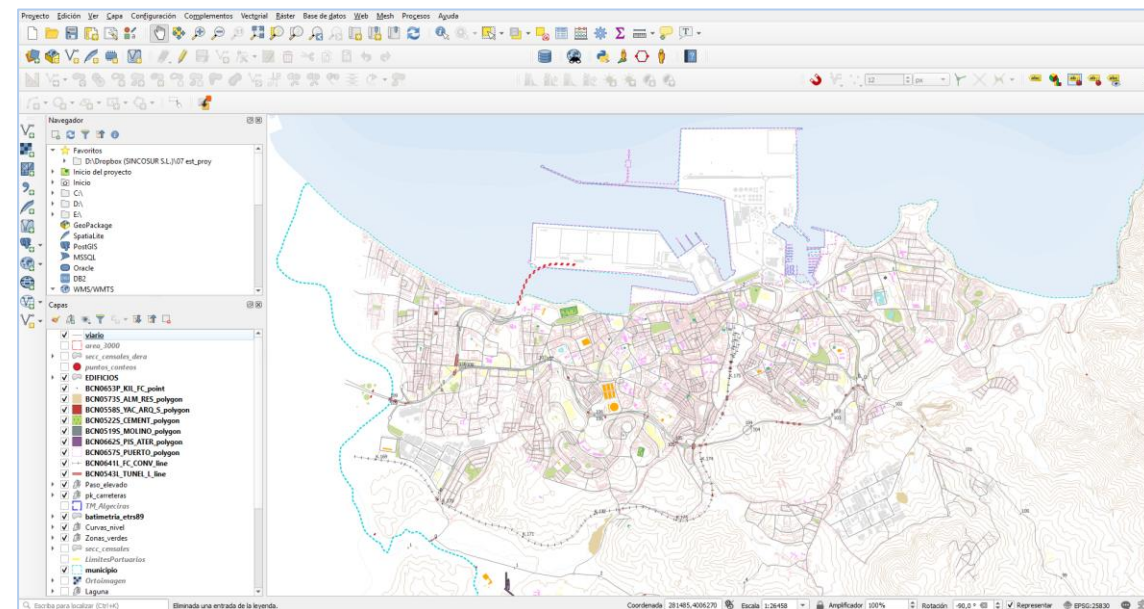 Proyecto Edición Ver Capa Configuración Complementos Vectorial Ráster Base de datos Web Mesh Procesos Ayuda
12 px
Navegador
Favoritos
D:\Dropbox (SINCOSUR S.L.)\07 est_proy
Inicio del proyecto
Inicio
C:\
D:\
E:\
GeoPackage
SpatiaLite
PostGIS
MSSQL
Oracle
DB2
WMS/WMTS
Capas
viario
area_3000
secc_censales_dera
puntos_conteos
EDIFICIOS
BCN0653P_KIL_FC_point
BCN0573S_ALM_RES_polygon
BCN0558S_YAC_ARQ_S_polygon
BCN0522S_CEMENT_polygon
BCN0519S_MOLINO_polygon
BCN0662S_PIS_ATER_polygon
BCN0657S_PUERTO_polygon
BCN0641L_FC_CONV_line
BCN0543L_TUNEL_L_line
Paso_elevado
pk_carreteras
TM_Algeciras
batimetria_etrs89
Curvas_nivel
Zonas_verdes
secc_censales
LimitesPortuarios
municipio
Ortoimagen
Laguna
Escriba para localizar (Ctrl+K) Eliminada una entrada de la leyenda. Coordenada 281485,4006270 Escala 1:26458 Amplificador 100% Rotación -90,0 ° Representar EPSG:25830